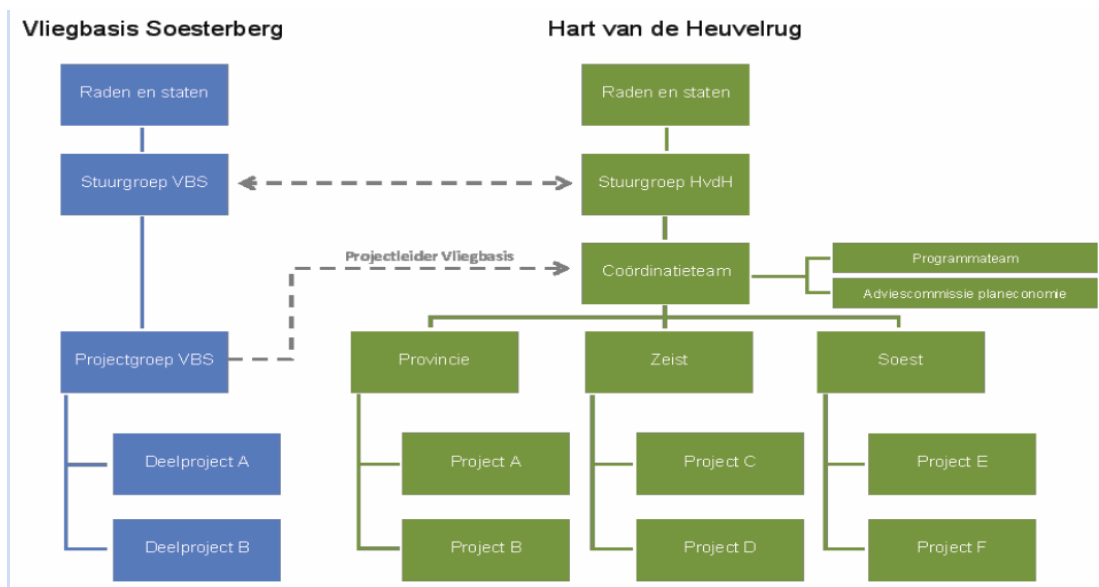 Vliegbasis Soesterberg
Hart van de Heuvelrug
Raden en staten
Raden en staten
Stuurgroep VBS
Stuurgroep HvdH
Projectleider Vliegbasis
Coördinatieteam
Programmateam
Adviescommissie planeconomie
Projectgroep VBS
Provincie
Zeist
Soest
Deelproject A
Project A
Project C
Project E
Deelproject B
Project B
Project D
Project F